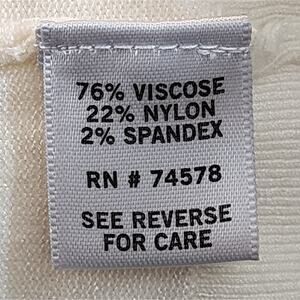 76% VISCOSE
22% NYLON
2% SPANDEX
RN # 74578
SEE REVERSE
FOR CARE